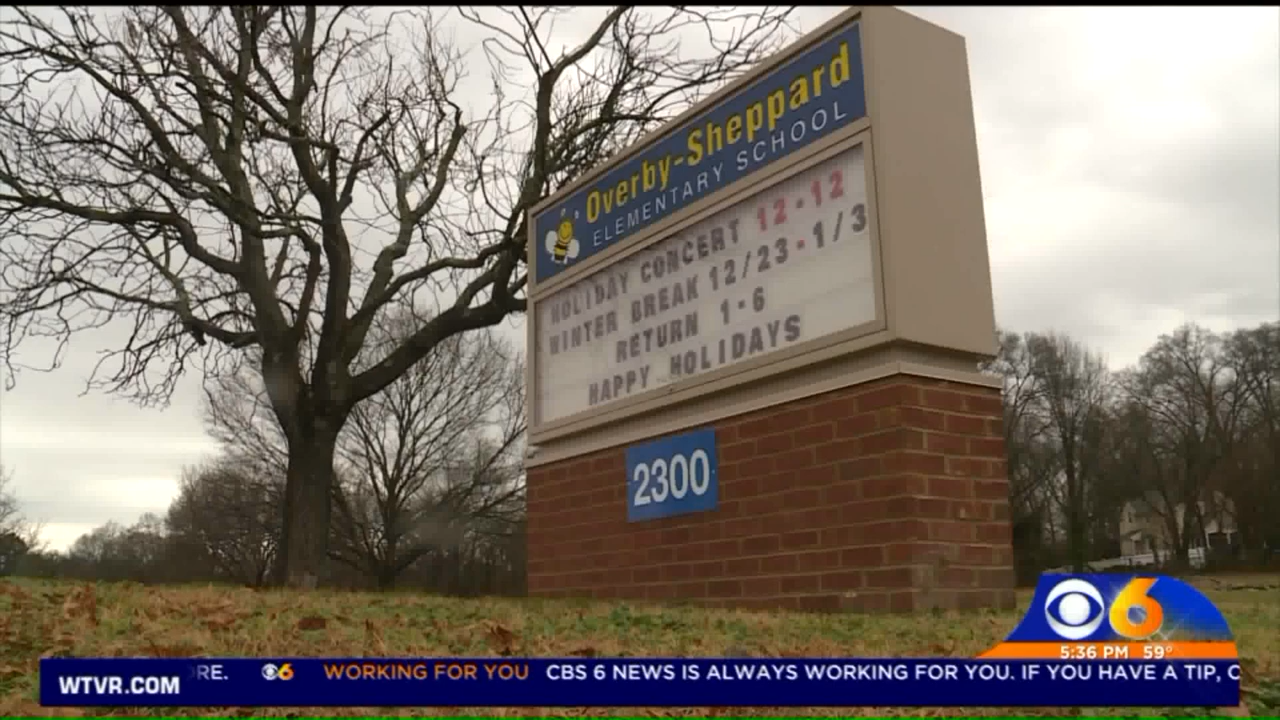 Overby-Sheppard
ELEMENTARY SCHOOL
HOLIDAY CONCERT 12-12
WINTER BREAK 12/23-1/3
RETURN 1-6
HAPPY HOLIDAYS
2300
6
5:36 PM 59°
WTVR.COM RE. 6 WORKING FOR YOU CBS 6 NEWS IS ALWAYS WORKING FOR YOU. IF YOU HAVE A TIP, C